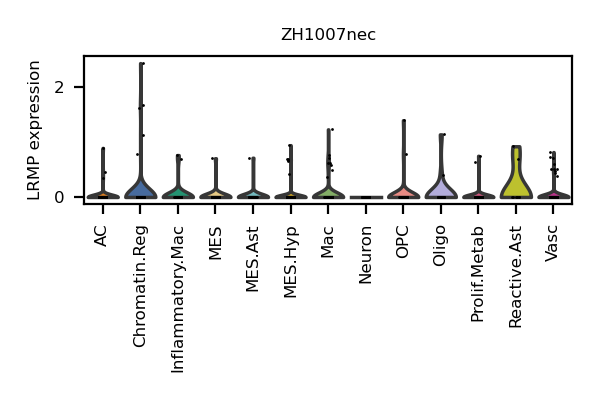 ZH1007nec
LRMP expression
2
0
AC
Chromatin.Reg
Inflammatory.Mac
MES
MES.Ast
MES.Hyp
Mac
Neuron
OPC
Oligo
Prolif.Metab
Reactive.Ast
Vasc